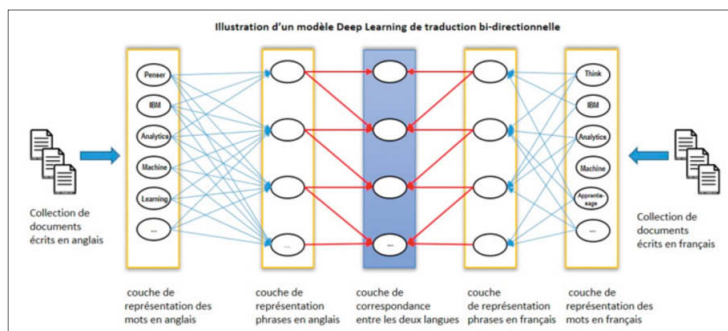 Illustration d'un modèle Deep Learning de traduction bi-directionnelle
Penser
IBM
Analytics
Machine
Learning
...
...
...
Think
IBM
Analytics
Machine
Apprentis-
sage
...
Collection de
documents
écrits en anglais
Collection de
documents
écrits en français
couche de
représentation des
mots en anglais
couche de
représentation
phrases en anglais
couche de
correspondance
entre les deux langues
couche
de représentation
phrases en français
couche de
représentation des
mots en français